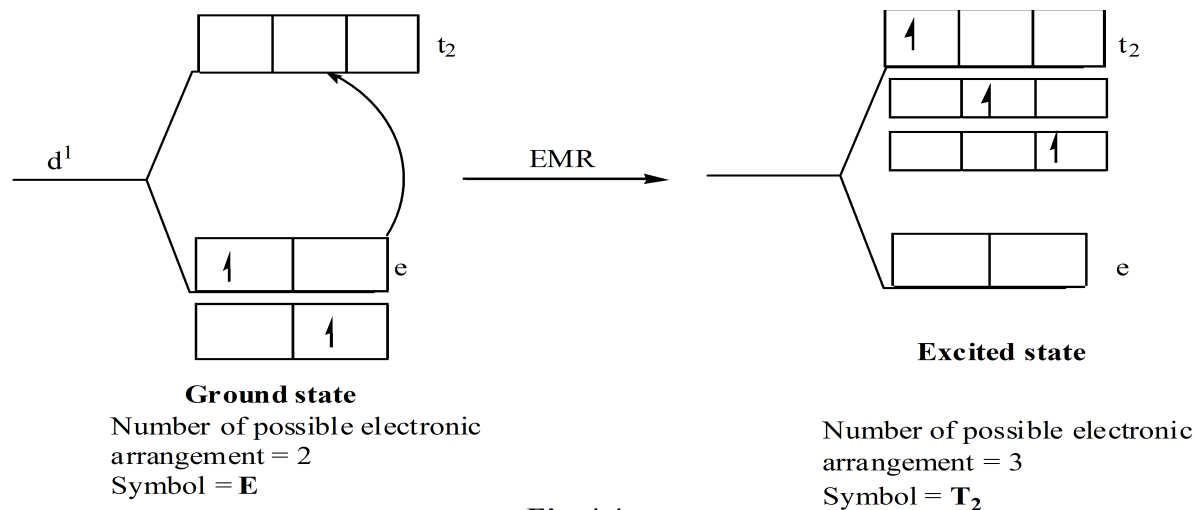 t₂
d¹
e
EMR
Ground state
Number of possible electronic
arrangement = 2
Symbol = E
t₂
e
Excited state
Number of possible electronic
arrangement = 3
Symbol = T₂